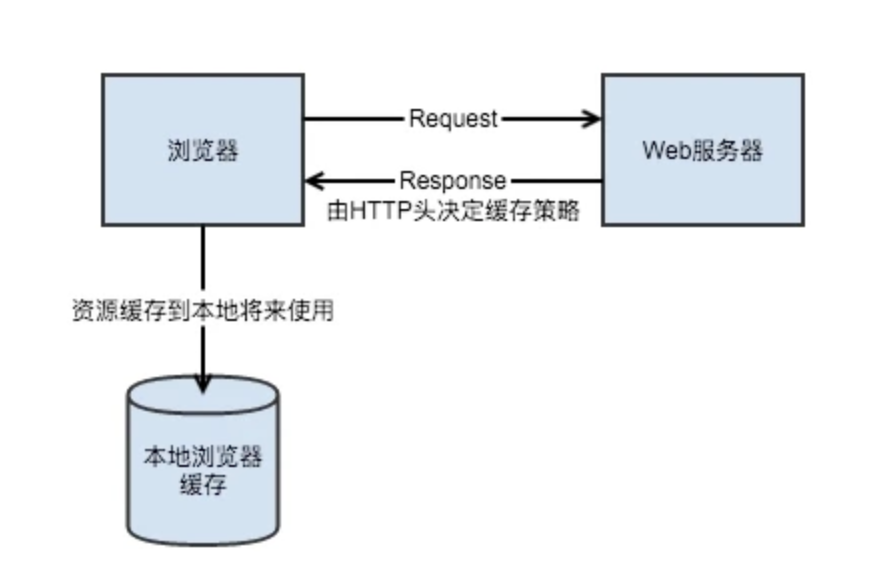 浏览器
Request
Web服务器
Response
由HTTP头决定缓存策略
资源缓存到本地将来使用
本地浏览器
缓存